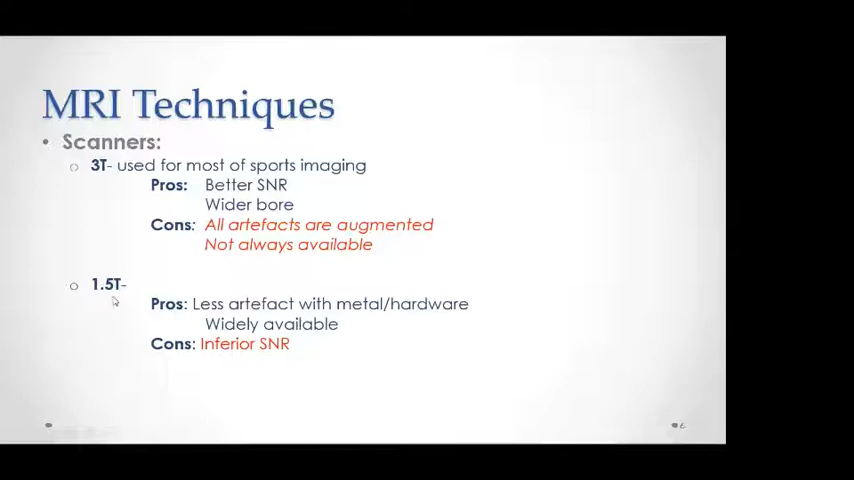 MRI Techniques
• Scanners:
o 3T- used for most of sports imaging
Pros: Better SNR
Wider bore
Cons: All artefacts are augmented
Not always available
o 1.5T-
Pros: Less artefact with metal/hardware
Widely available
Cons: Inferior SNR